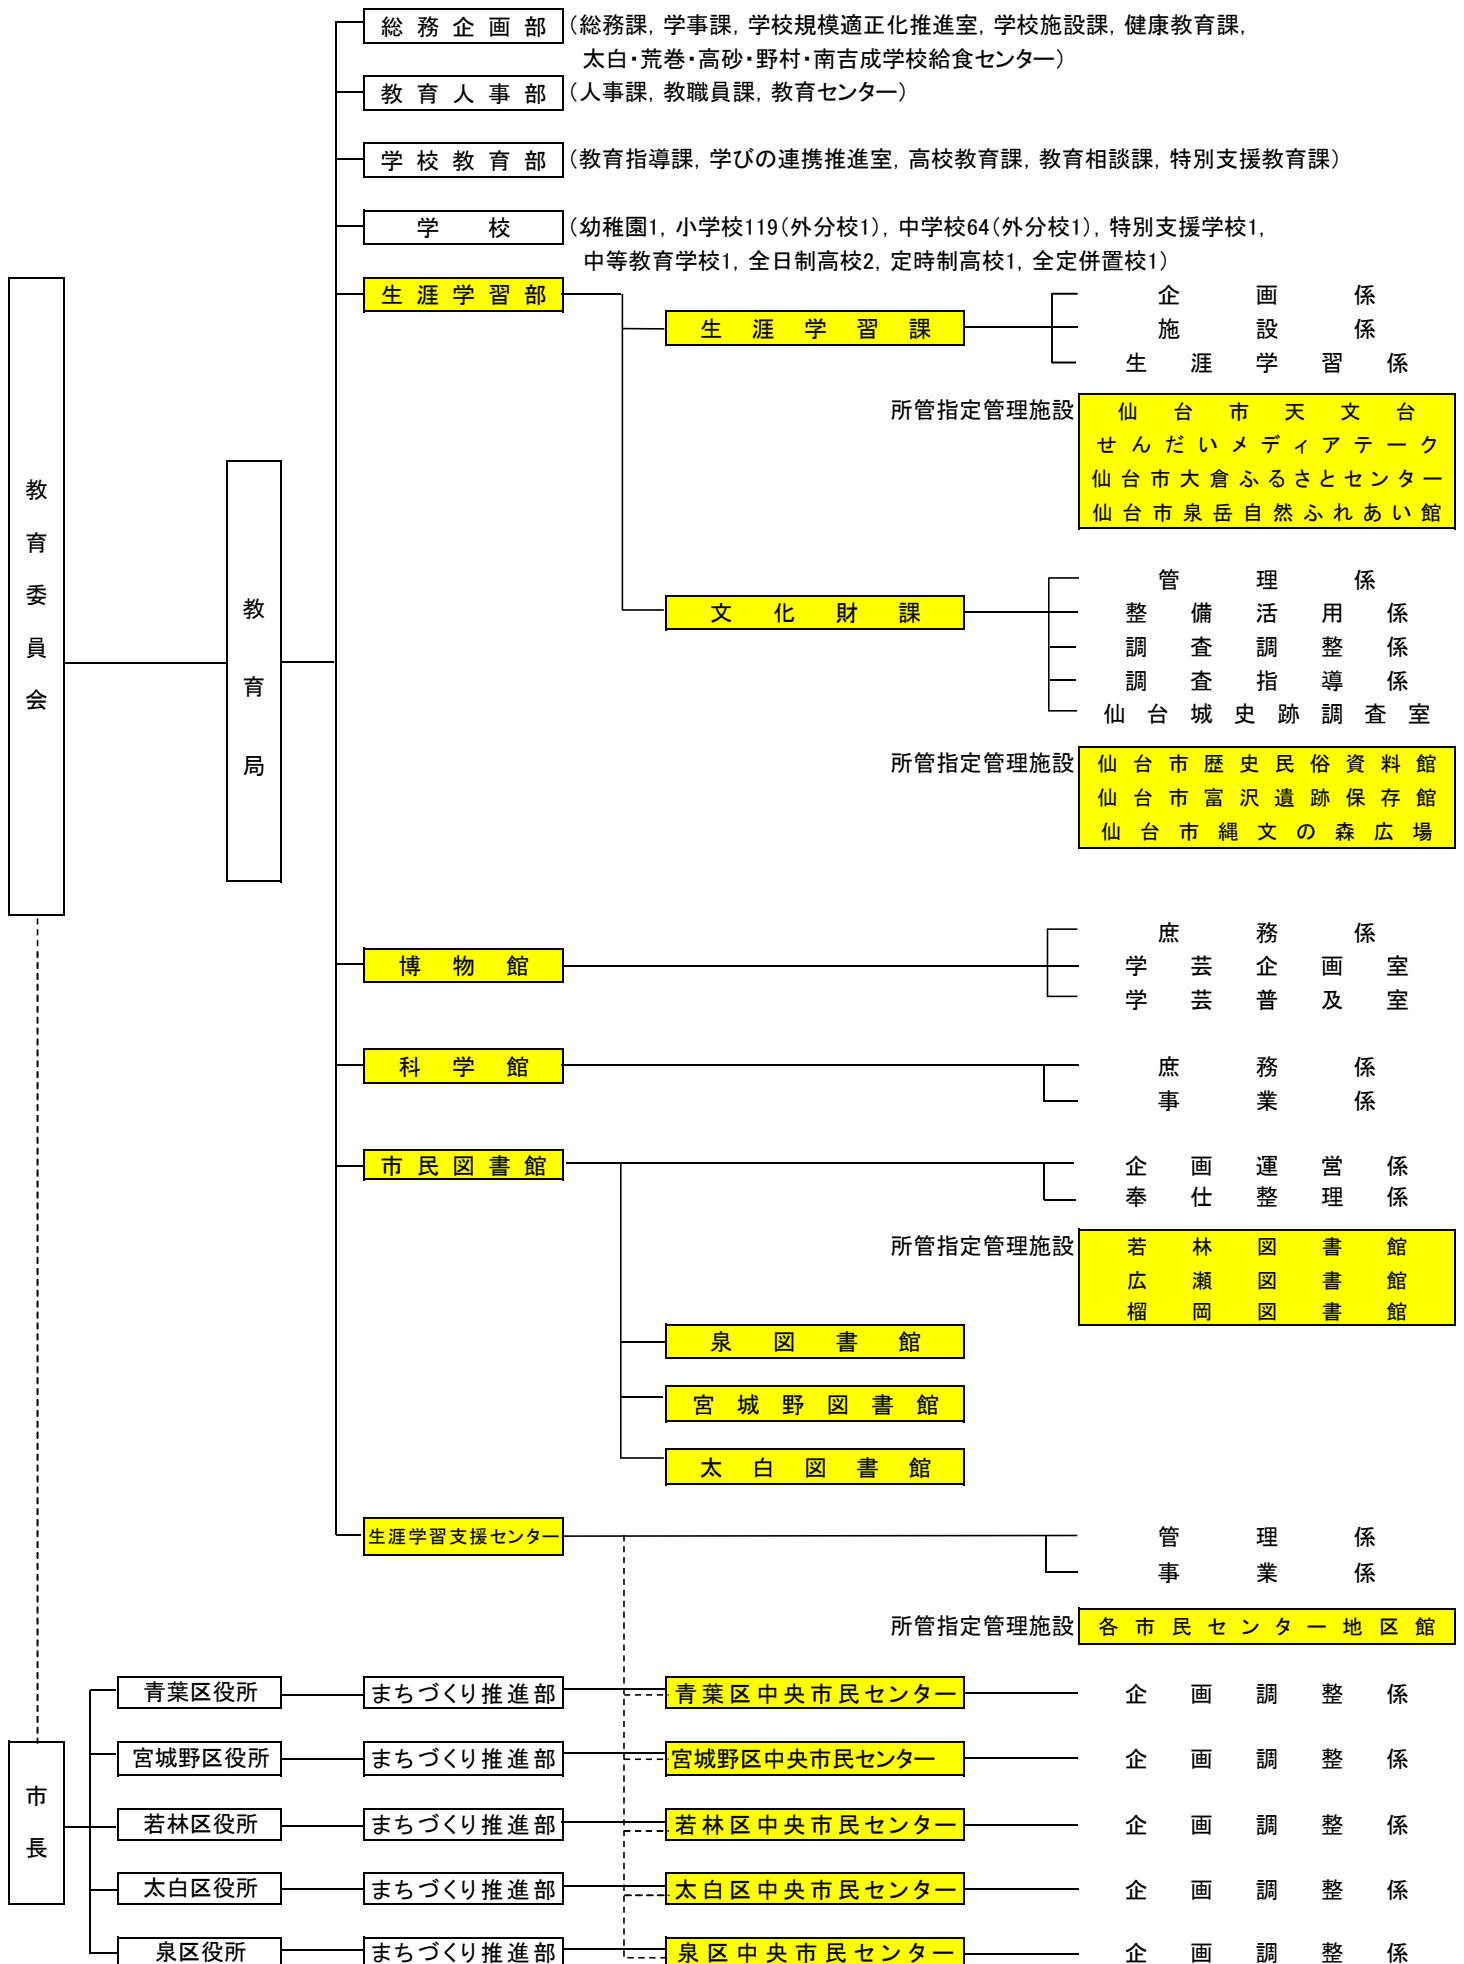 総務企画部 （総務課, 学事課, 学校規模適正化推進室, 学校施設課, 健康教育課,
太白・荒巻・高砂・野村・南吉成学校給食センター）
教育人事部 （人事課, 教職員課, 教育センター）
学校教育部 （教育指導課, 学びの連携推進室, 高校教育課, 教育相談課, 特別支援教育課）
学校 （幼稚園1, 小学校119（外分校1）, 中学校64（外分校1）, 特別支援学校1,
中等教育学校1, 全日制高校2, 定時制高校1, 全定併置校1）
教育委員会
教育局
生涯学習部
生涯学習課
企画係
施設係
生涯学習係
所管指定管理施設
仙台市天文台
せんだいメディアテーク
仙台市大倉ふるさとセンター
仙台市泉岳自然ふれあい館
文化財課
管理係
整備活用係
調査調整係
調査指導係
仙台城史跡調査室
所管指定管理施設
仙台市歴史民俗資料館
仙台市富沢遺跡保存館
仙台市縄文の森広場
博物館
庶務係
学芸企画室
学芸普及室
科学館
庶務係
事業係
市民図書館
企画運営係
奉仕整理係
所管指定管理施設
若林図書館
広瀬図書館
榴岡図書館
泉図書館
宮城野図書館
太白図書館
生涯学習支援センター
管理係
事業係
所管指定管理施設
各市民センター地区館
市長
青葉区役所 まちづくり推進部 青葉区中央市民センター 企画調整係
宮城野区役所 まちづくり推進部 宮城野区中央市民センター 企画調整係
若林区役所 まちづくり推進部 若林区中央市民センター 企画調整係
太白区役所 まちづくり推進部 太白区中央市民センター 企画調整係
泉区役所 まちづくり推進部 泉区中央市民センター 企画調整係